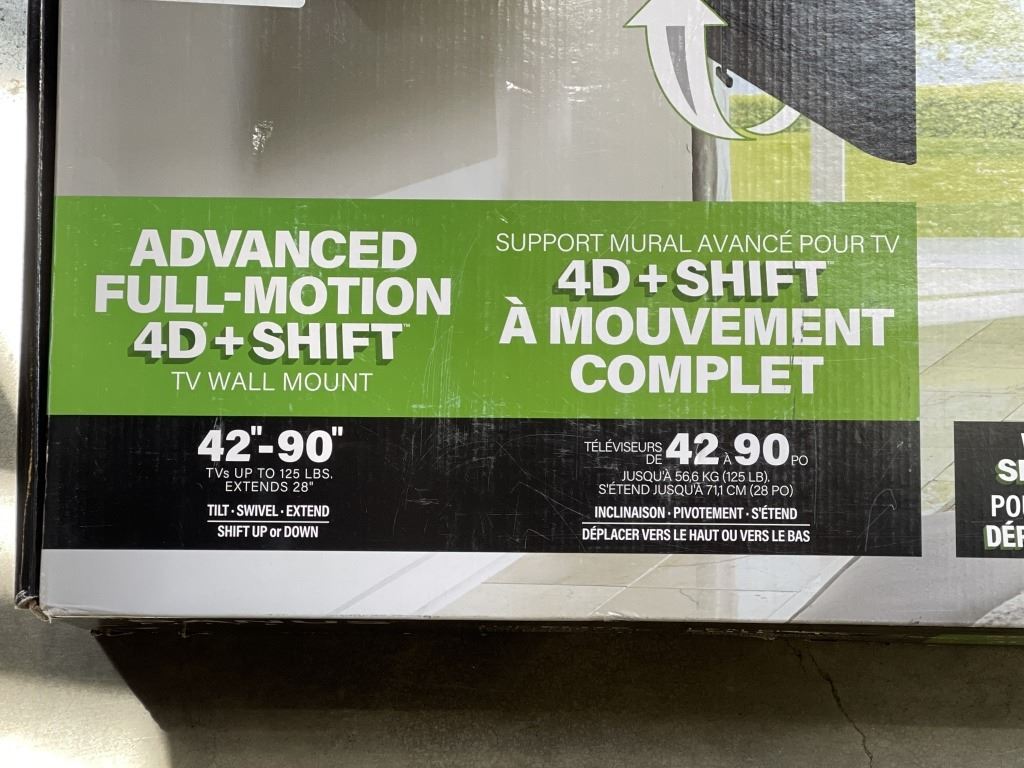 ADVANCED
FULL-MOTION
4D® + SHIFT™
TV WALL MOUNT
42"-90"
TVs UP TO 125 LBS.
EXTENDS 28"
TILT · SWIVEL · EXTEND
SHIFT UP or DOWN
SUPPORT MURAL AVANCÉ POUR TV
4D® + SHIFT™
À MOUVEMENT
COMPLET
TÉLÉVISEURS DE 42 À 90 PO
JUSQU'À 56,6 KG (125 LB).
S'ÉTEND JUSQU'À 71,1 CM (28 PO)
INCLINAISON · PIVOTEMENT · S'ÉTEND
DÉPLACER VERS LE HAUT OU VERS LE BAS